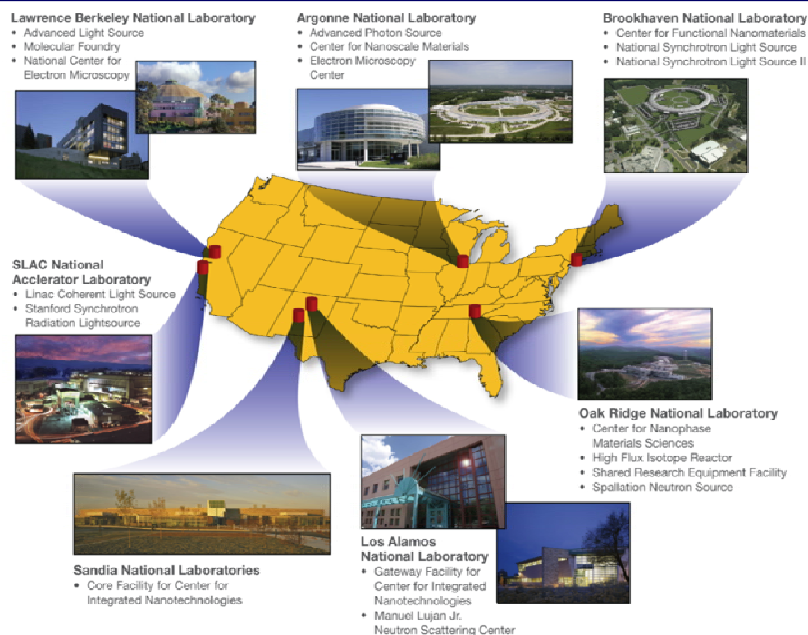 Lawrence Berkeley National Laboratory
• Advanced Light Source
• Molecular Foundry
• National Center for
Electron Microscopy
Argonne National Laboratory
• Advanced Photon Source
• Center for Nanoscale Materials
• Electron Microscopy
Center
Brookhaven National Laboratory
• Center for Functional Nanomaterials
• National Synchrotron Light Source
• National Synchrotron Light Source II
SLAC National
Acclerator Laboratory
• Linac Coherent Light Source
• Stanford Synchrotron
Radiation Lightsource
Oak Ridge National Laboratory
• Center for Nanophase
Materials Sciences
• High Flux Isotope Reactor
• Shared Research Equipment Facility
• Spallation Neutron Source
Sandia National Laboratories
• Core Facility for Center for
Integrated Nanotechnologies
Los Alamos
National Laboratory
• Gateway Facility for
Center for Integrated
Nanotechnologies
• Manuel Lujan Jr.
Neutron Scattering Center